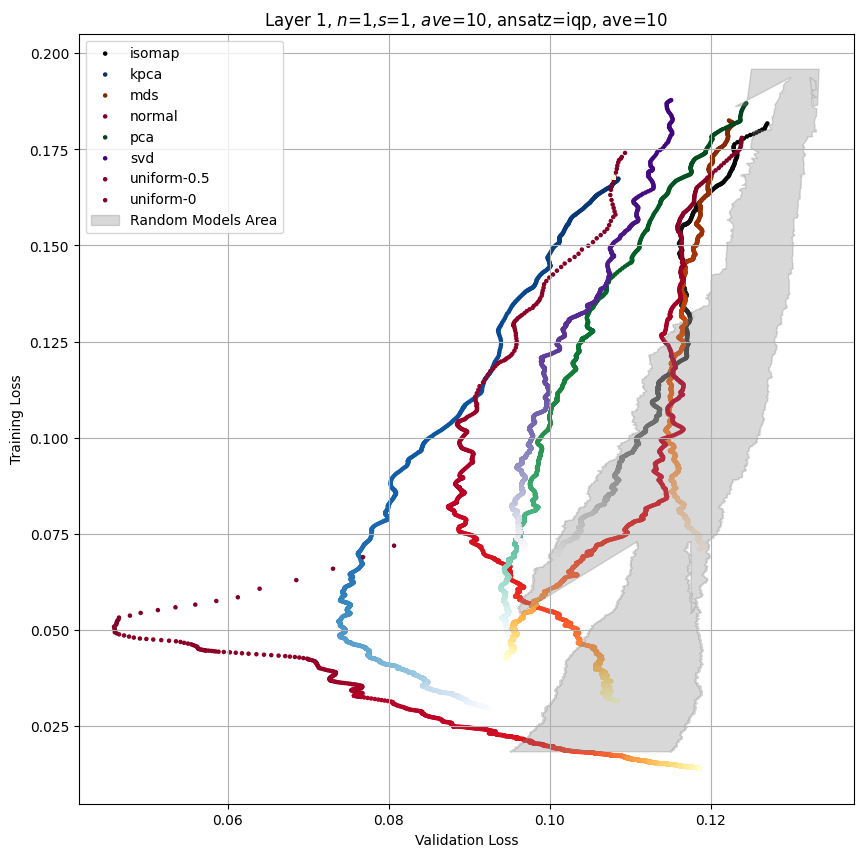 Layer 1, n=1,s=1, ave=10, ansatz=iqp, ave=10
isomap
kpca
mds
normal
pca
svd
uniform-0.5
uniform-0
Random Models Area
Training Loss
0.200
0.175
0.150
0.125
0.100
0.075
0.050
0.025
0.06
0.08
0.10
0.12
Validation Loss